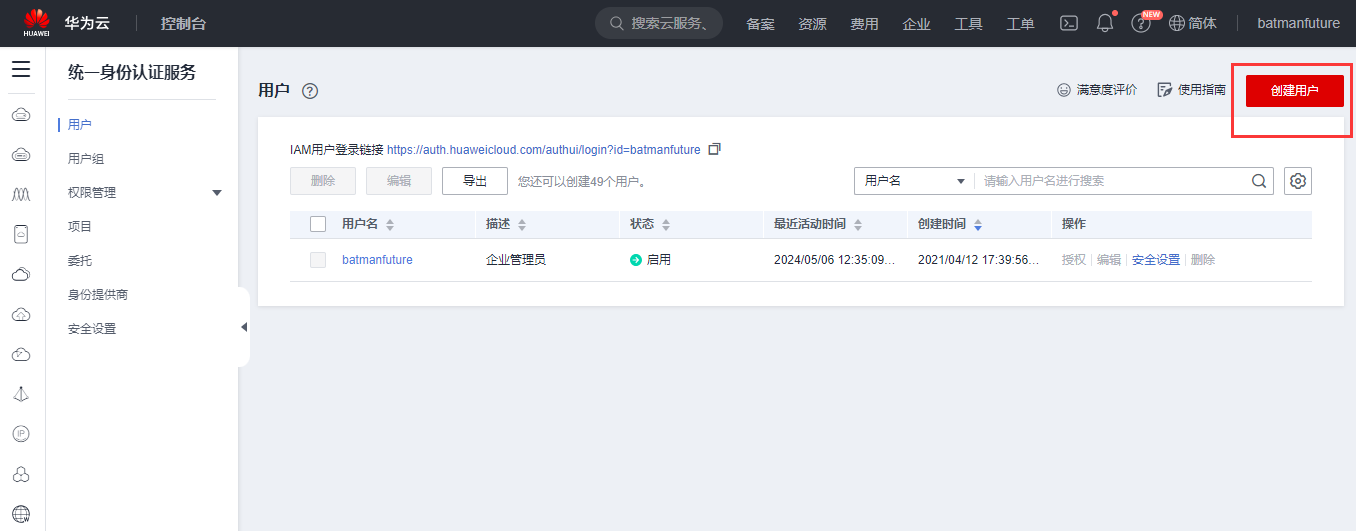 HUAWEI 华为云 控制台 搜索云服务、 备案 资源 费用 企业 工具 工单 NEW 简体 batmanfuture
统一身份认证服务
用户
用户组
权限管理
项目
委托
身份提供商
安全设置
IP
W
用户 ? 满意度评价 使用指南 创建用户
IAM用户登录链接 https://auth.huaweicloud.com/authui/login?id=batmanfuture
删除 编辑 导出 您还可以创建49个用户。 用户名 请输入用户名进行搜索
用户名 描述 状态 最近活动时间 创建时间 操作
batmanfuture 企业管理员 启用 2024/05/06 12:35:09... 2021/04/12 17:39:56... 授权 编辑 安全设置 删除